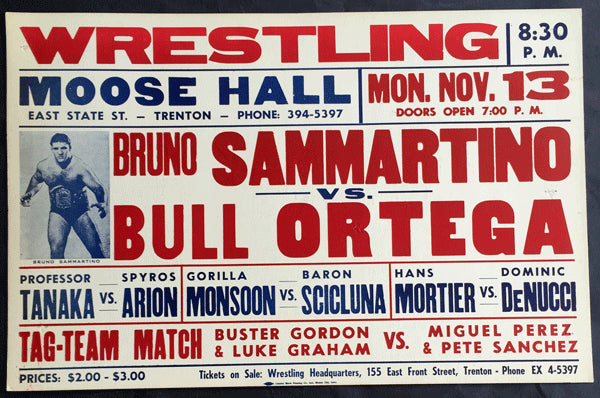 WRESTLING
8:30
P. M.
MOOSE HALL
EAST STATE ST. – TRENTON – PHONE: 394-5397
MON. NOV. 13
DOORS OPEN 7:00 P. M.
BRUNO SAMMARTINO
VS.
BULL ORTEGA
BRUNO SAMMARTINO
PROFESSOR TANAKA VS. SPYROS ARION
GORILLA MONSOON VS. BARON SCICLUNA
HANS MORTIER VS. DOMINIC DeNUCCI
TAG-TEAM MATCH
BUSTER GORDON
& LUKE GRAHAM
VS.
MIGUEL PEREZ
& PETE SANCHEZ
PRICES: $2.00 - $3.00
Tickets on Sale: Wrestling Headquarters, 155 East Front Street, Trenton - Phone EX 4-5397